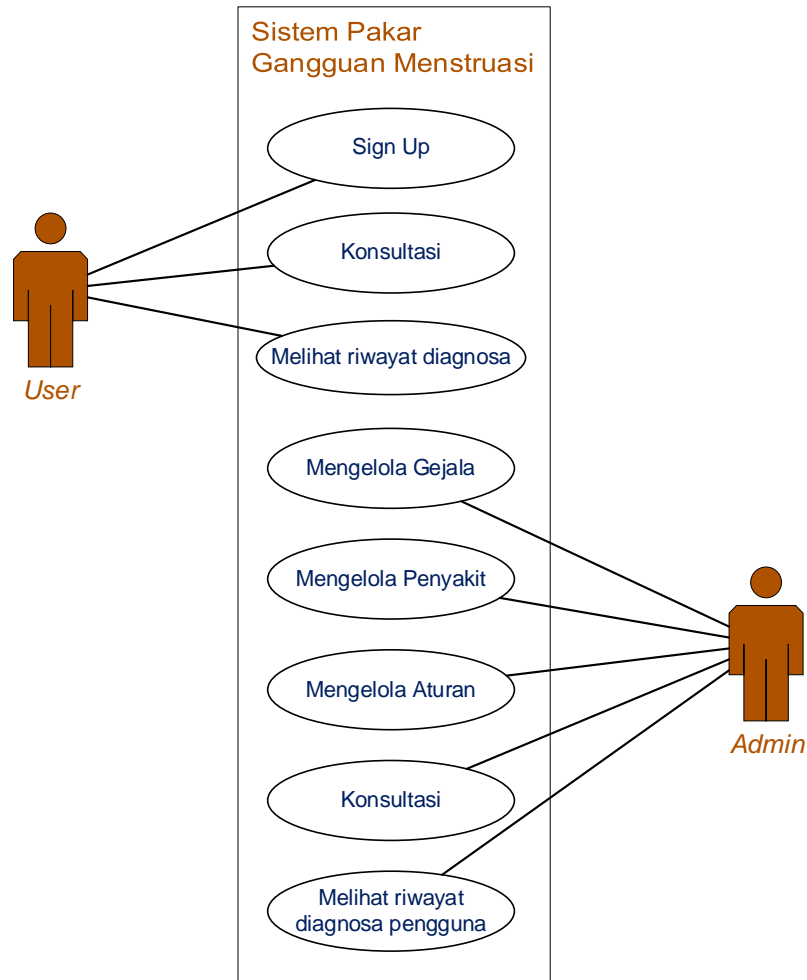 Sistem Pakar
Gangguan Menstruasi
Sign Up
Konsultasi
Melihat riwayat diagnosa
User
Mengelola Gejala
Mengelola Penyakit
Mengelola Aturan
Admin
Konsultasi
Melihat riwayat
diagnosa pengguna